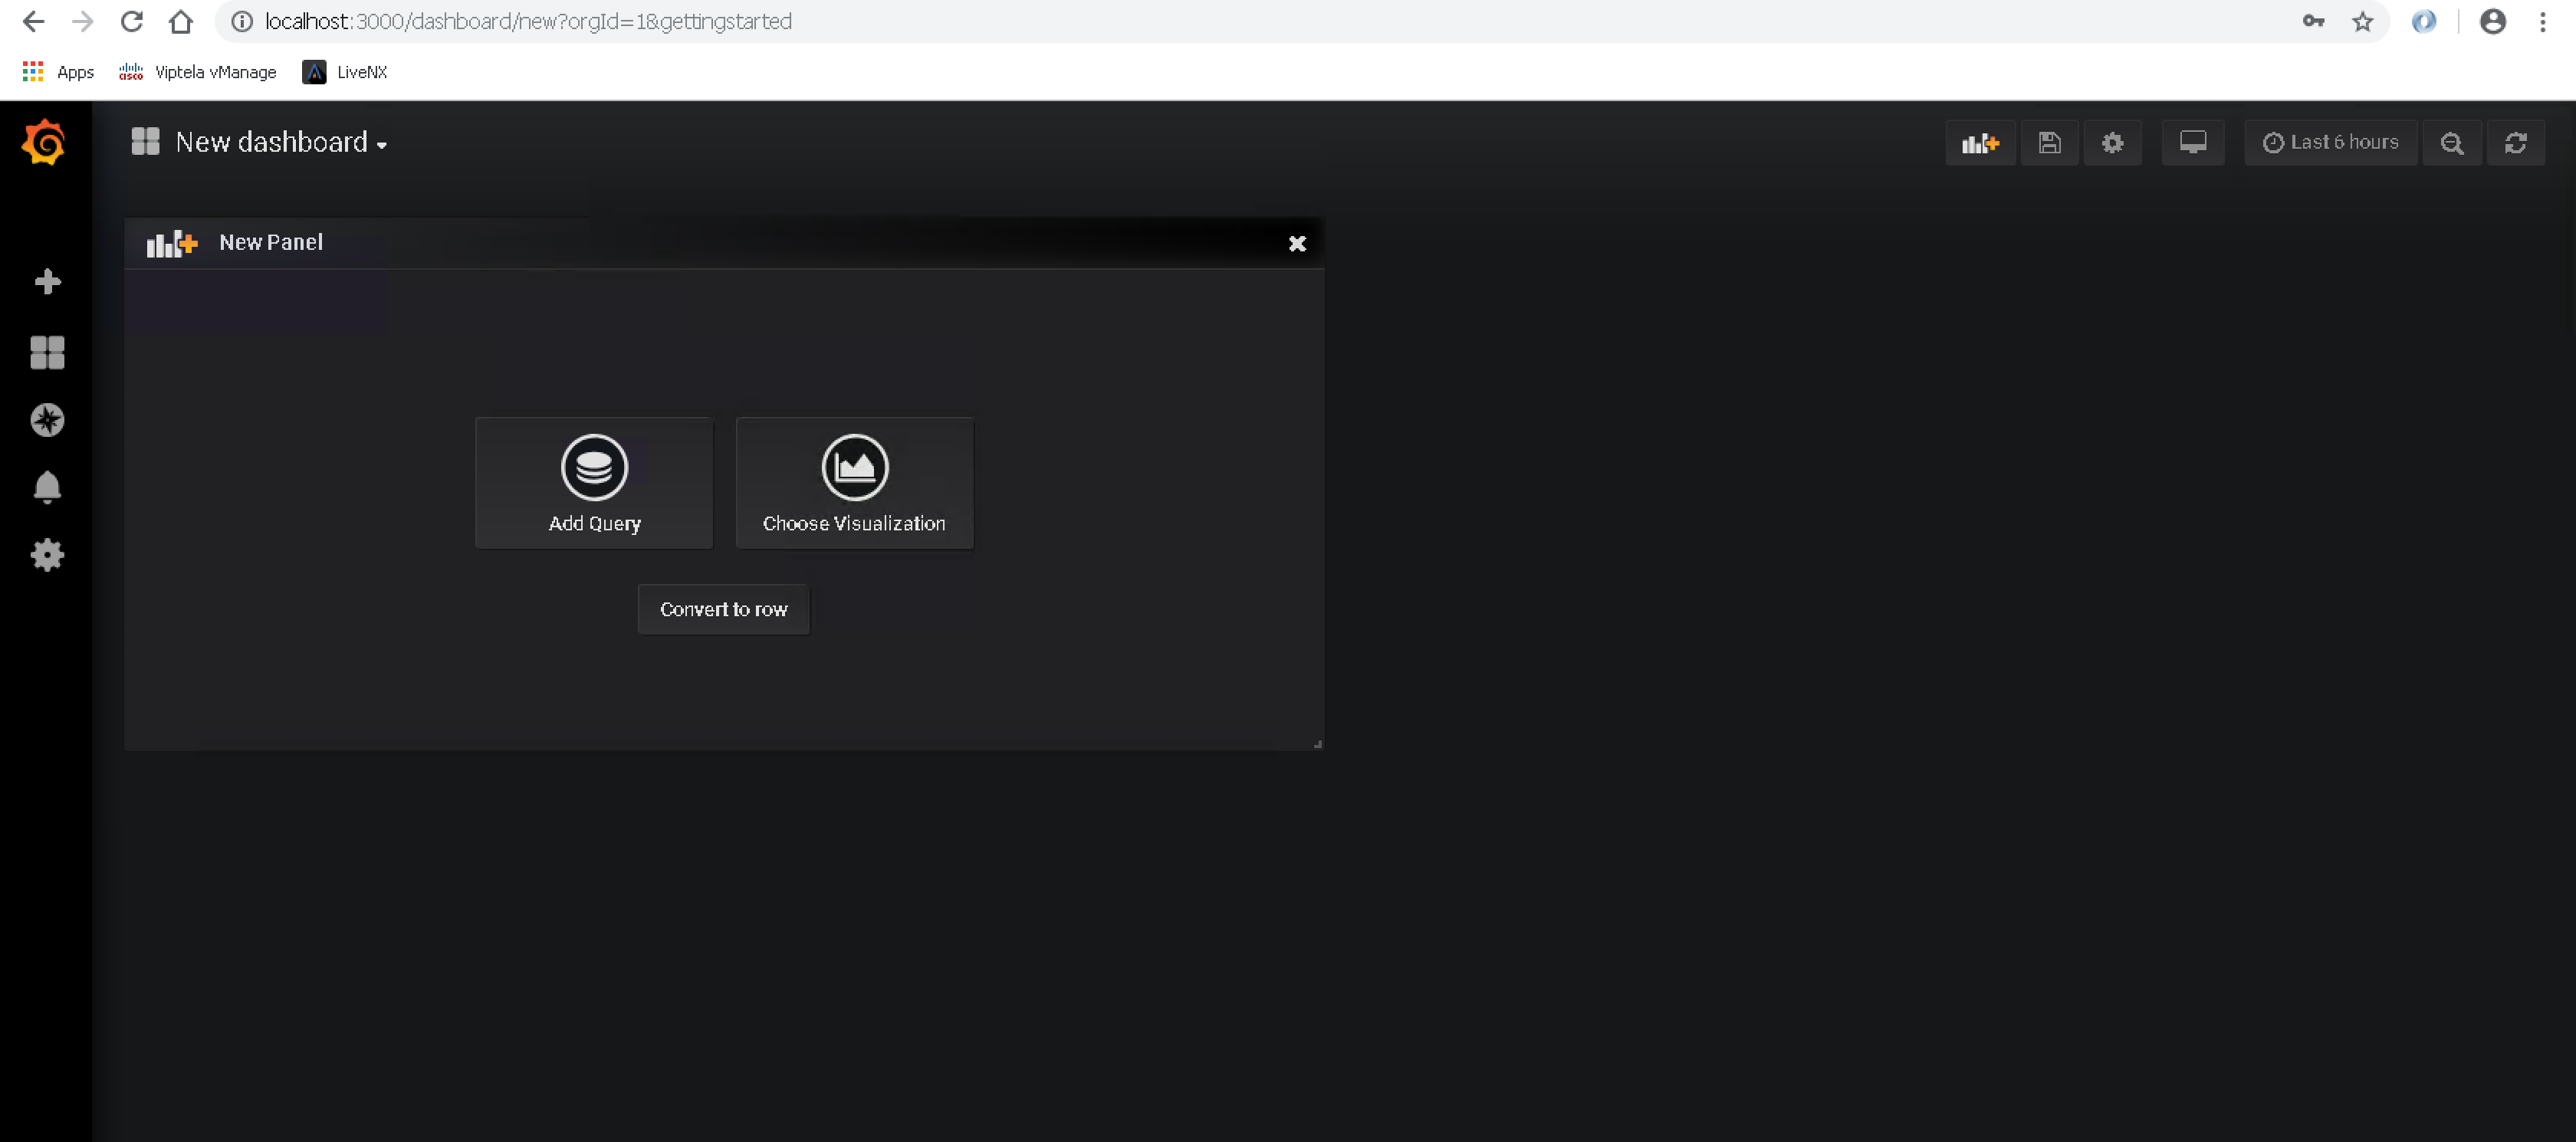 localhost:3000/dashboard/new?orgId=1&gettingstarted
Apps cisco Viptela vManage LiveNX
New dashboard Last 6 hours
New Panel
Add Query Choose Visualization
Convert to row